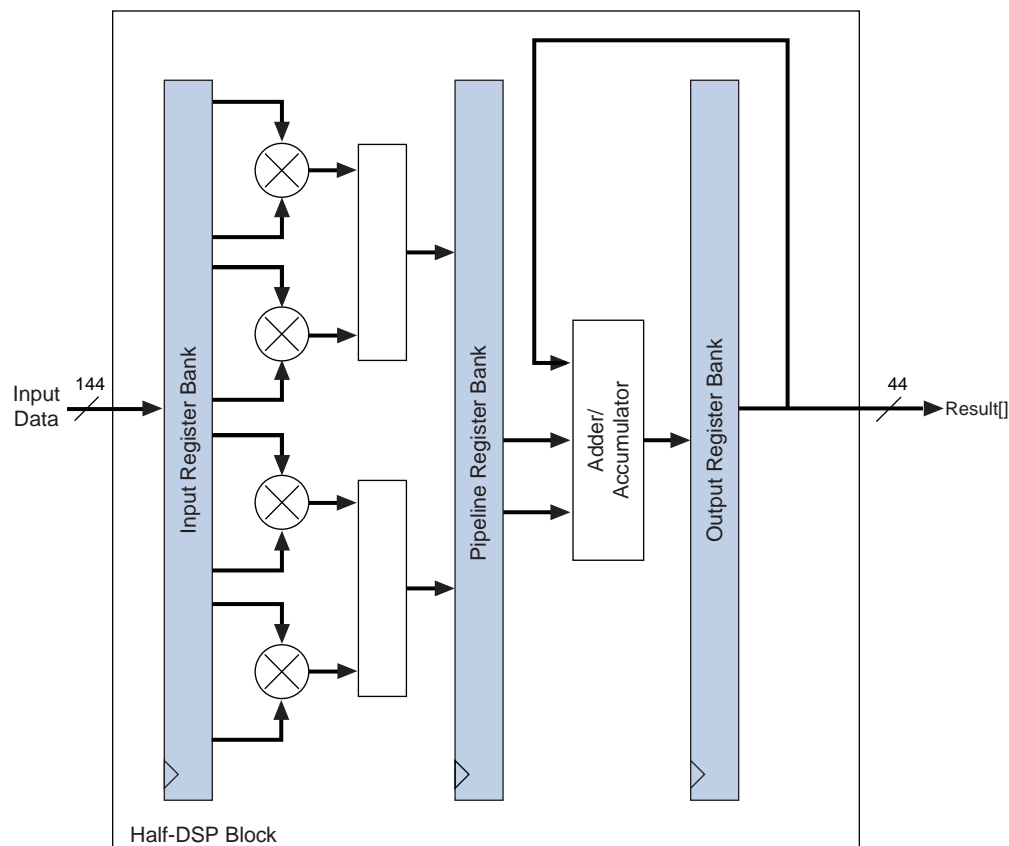 Input
Data
144
Input Register Bank
Pipeline Register Bank
Adder/
Accumulator
Output Register Bank
44
Result[]
Half-DSP Block